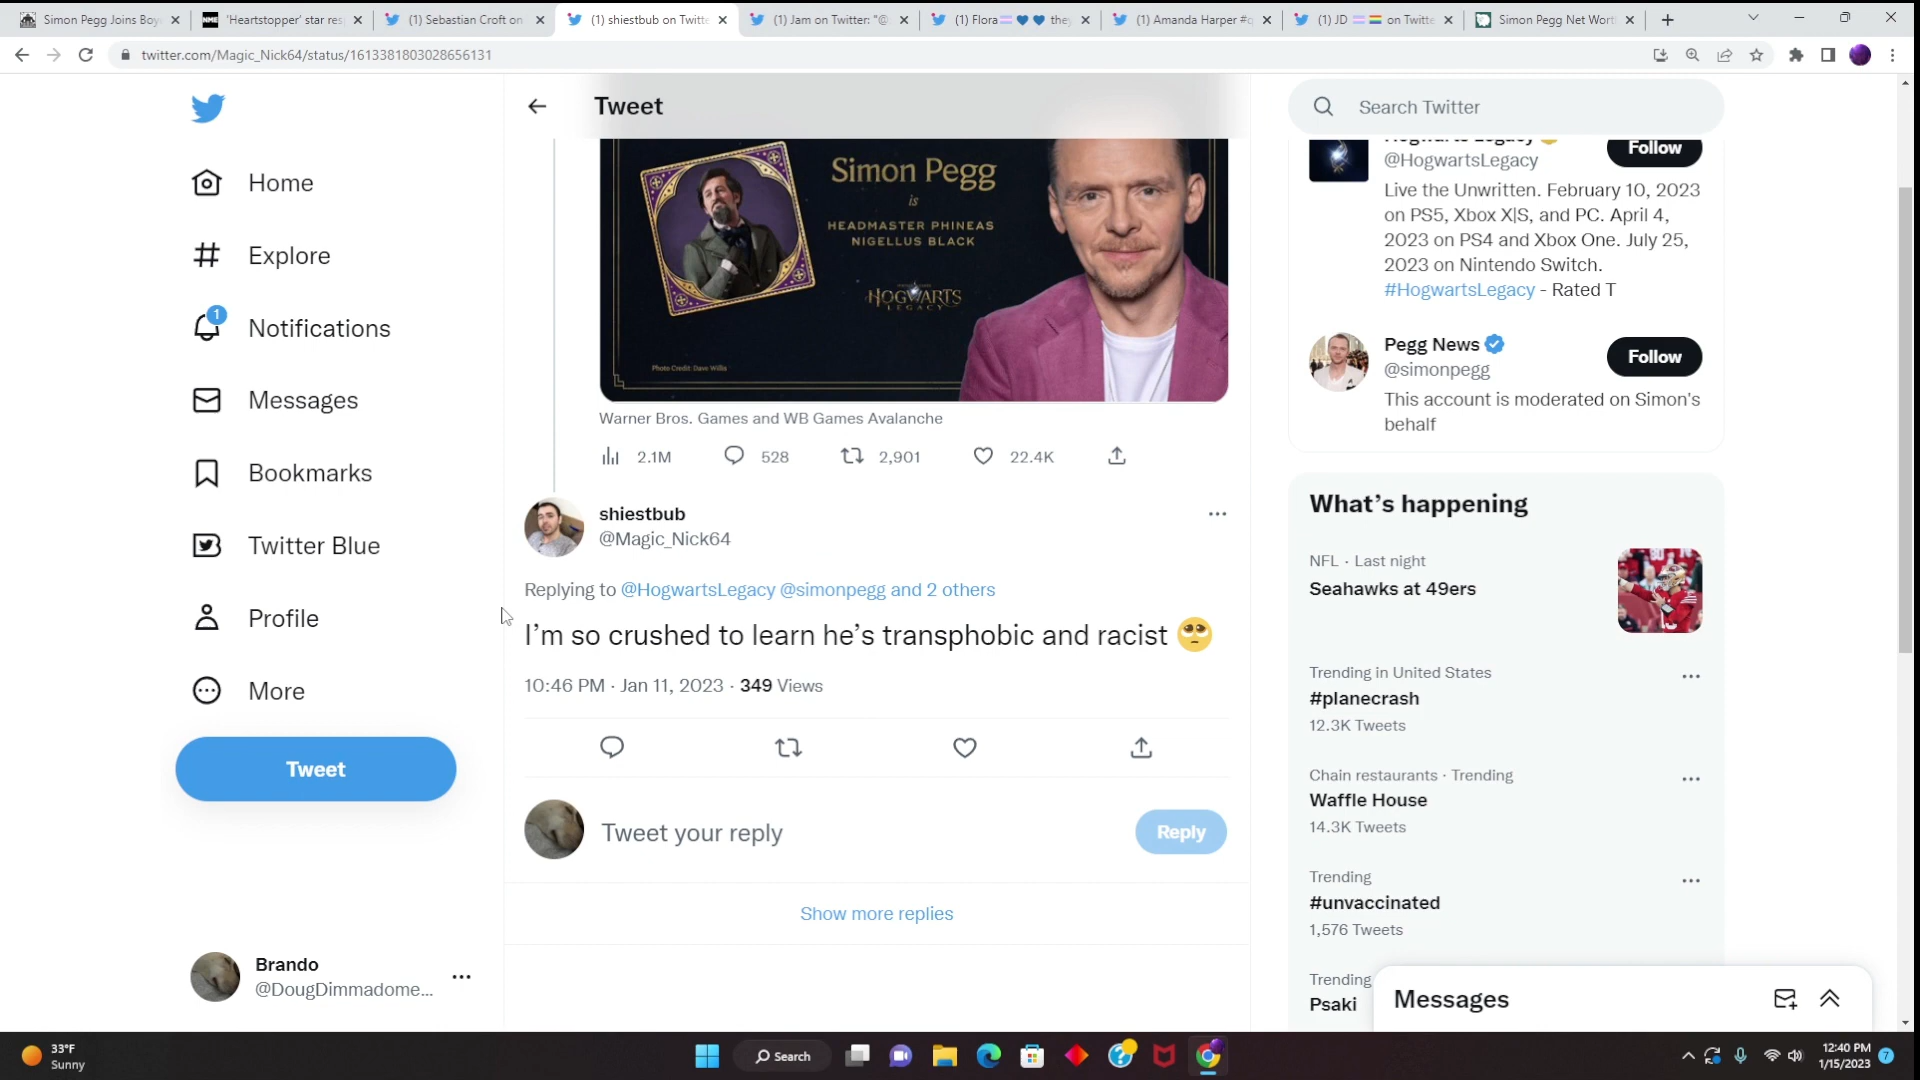 Simon Pegg Joins Boy
'Heartstopper' star res
(1) Sebastian Croft on
(1) shiestbub on Twitte
(1) Jam on Twitter: "@
(1) Flora
they
(1) Amanda Harper #
(1) JD
on Twitte
Simon Pegg Net Wort
twitter.com/Magic_Nick64/status/1613381803028656131
Home
Explore
1
Notifications
Messages
Bookmarks
Twitter Blue
Profile
More
Tweet
Brando
@DougDimmadome...
Tweet
Simon Pegg
is
HEADMASTER PHINEAS
NIGELLUS BLACK
HOGWARTS
LEGACY
Photo Credit: Dave Willis
Warner Bros. Games and WB Games Avalanche
2.1M 528 2,901 22.4K
shiestbub
@Magic_Nick64
Replying to @HogwartsLegacy @simonpegg and 2 others
I'm so crushed to learn he's transphobic and racist 🥺
10:46 PM · Jan 11, 2023 · 349 Views
Tweet your reply
Reply
Show more replies
Search Twitter
Hogwarts Legacy
@HogwartsLegacy
Follow
Live the Unwritten. February 10, 2023
on PS5, Xbox X|S, and PC. April 4,
2023 on PS4 and Xbox One. July 25,
2023 on Nintendo Switch.
#HogwartsLegacy - Rated T
Pegg News
@simonpegg
Follow
This account is moderated on Simon's
behalf
What's happening
NFL · Last night
Seahawks at 49ers
Trending in United States
#planecrash
12.3K Tweets
Chain restaurants · Trending
Waffle House
14.3K Tweets
Trending
#unvaccinated
1,576 Tweets
Trending
Psaki
Messages
33°F
Sunny
Search
12:40 PM
1/15/2023
7